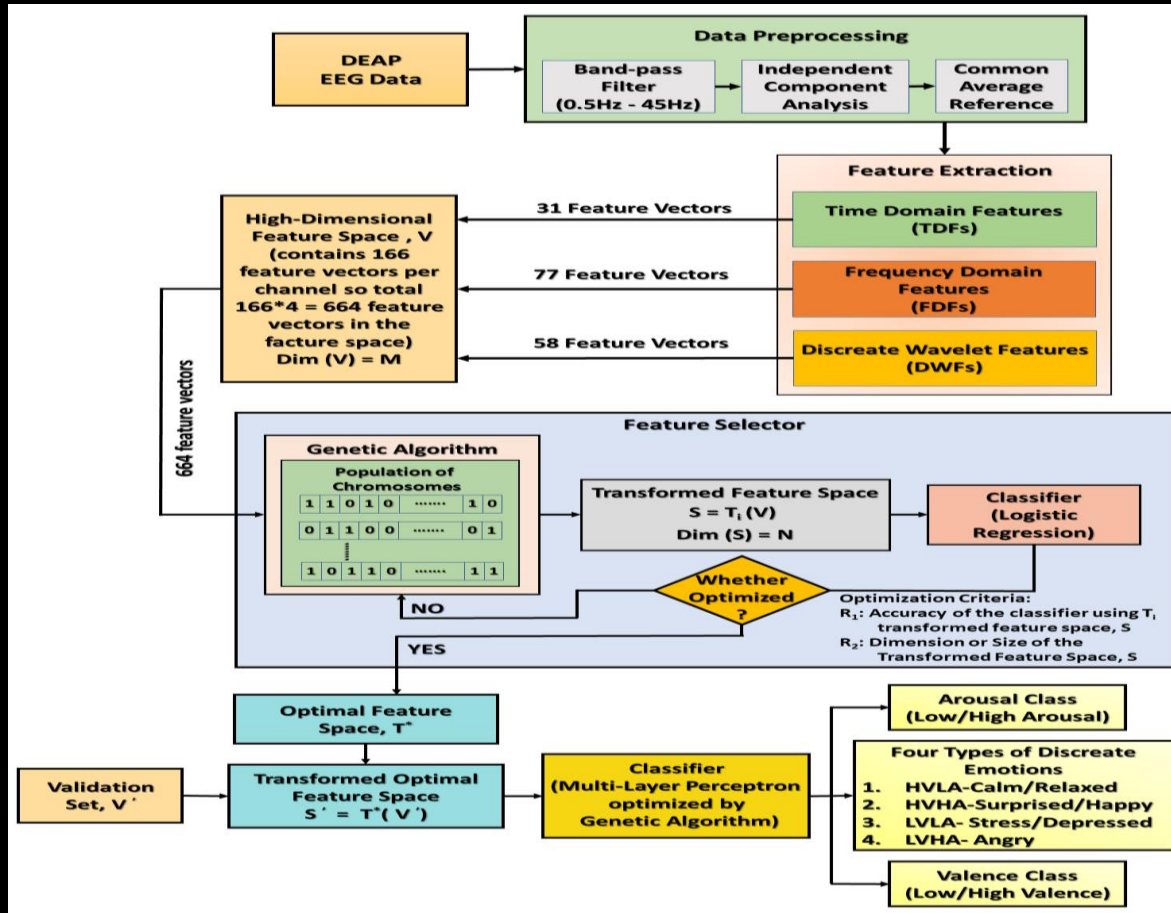 DEAP
EEG Data
Data Preprocessing
Band-pass
Filter
(0.5Hz - 45Hz)
Independent
Component
Analysis
Common
Average
Reference
Feature Extraction
Time Domain Features
(TDFs)
Frequency Domain
Features
(FDFs)
Discreate Wavelet Features
(DWFs)
31 Feature Vectors
77 Feature Vectors
58 Feature Vectors
High-Dimensional
Feature Space , V
(contains 166
feature vectors per
channel so total
166*4 = 664 feature
vectors in the
facture space)
Dim (V) = M
664 feature vectors
Feature Selector
Genetic Algorithm
Population of
Chromosomes
1 1 0 1 0 ....... 1 0
0 1 1 0 0 ....... 0 1
......
1 0 1 1 0 ....... 1 1
Transformed Feature Space
S = Tᵢ (V)
Dim (S) = N
Classifier
(Logistic
Regression)
Whether
Optimized
?
NO
YES
Optimization Criteria:
R₁: Accuracy of the classifier using Tᵢ
transformed feature space, S
R₂: Dimension or Size of the
Transformed Feature Space, S
Optimal Feature
Space, T*
Validation
Set, V '
Transformed Optimal
Feature Space
S ' = T*( V ')
Classifier
(Multi-Layer Perceptron
optimized by
Genetic Algorithm)
Arousal Class
(Low/High Arousal)
Four Types of Discreate
Emotions
1. HVLA-Calm/Relaxed
2. HVHA-Surprised/Happy
3. LVLA- Stress/Depressed
4. LVHA- Angry
Valence Class
(Low/High Valence)